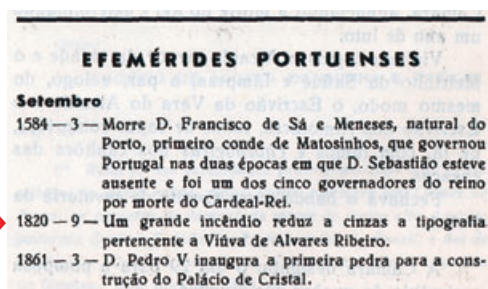 EFEMÉRIDES PORTUENSES
Setembro
1584 — 3 — Morre D. Francisco de Sá e Meneses, natural do
Porto, primeiro conde de Matosinhos, que governou
Portugal nas duas épocas em que D. Sebastião esteve
ausente e foi um dos cinco governadores do reino
por morte do Cardeal-Rei.
1820 — 9 — Um grande incêndio reduz a cinzas a tipografia
pertencente a Viúva de Alvares Ribeiro.
1861 — 3 — D. Pedro V inaugura a primeira pedra para a cons-
trução do Palácio de Cristal.